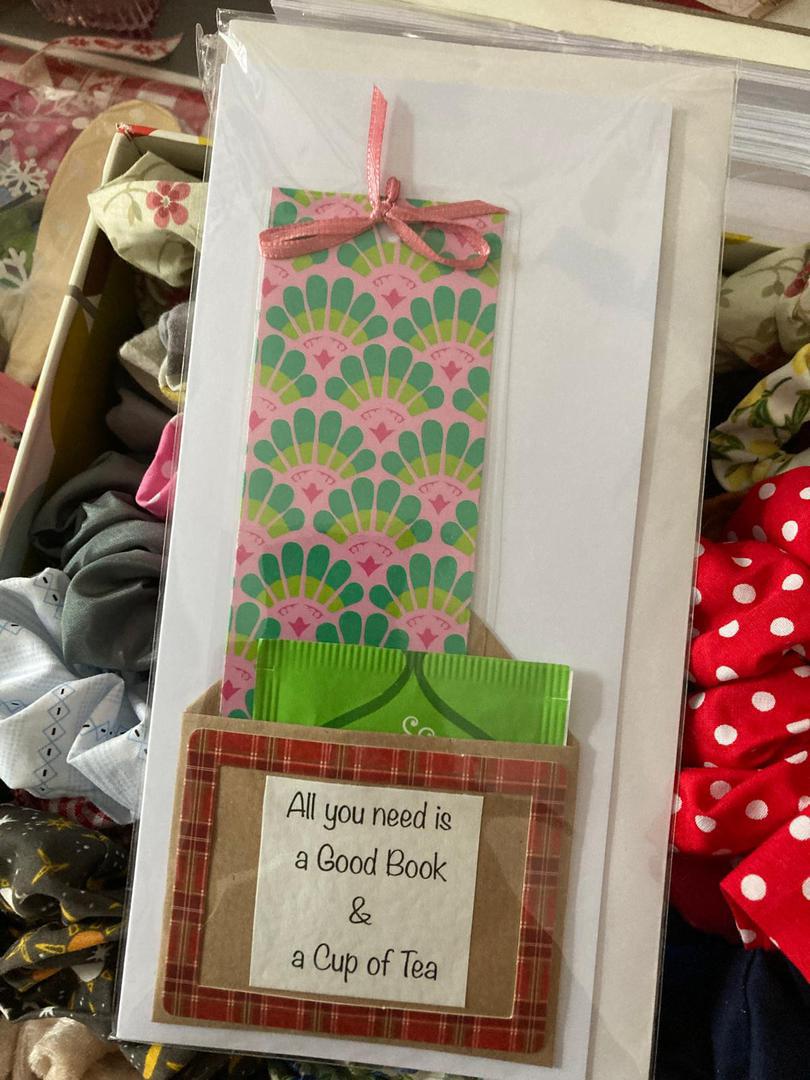 All you need is
a Good Book
&
a Cup of Tea